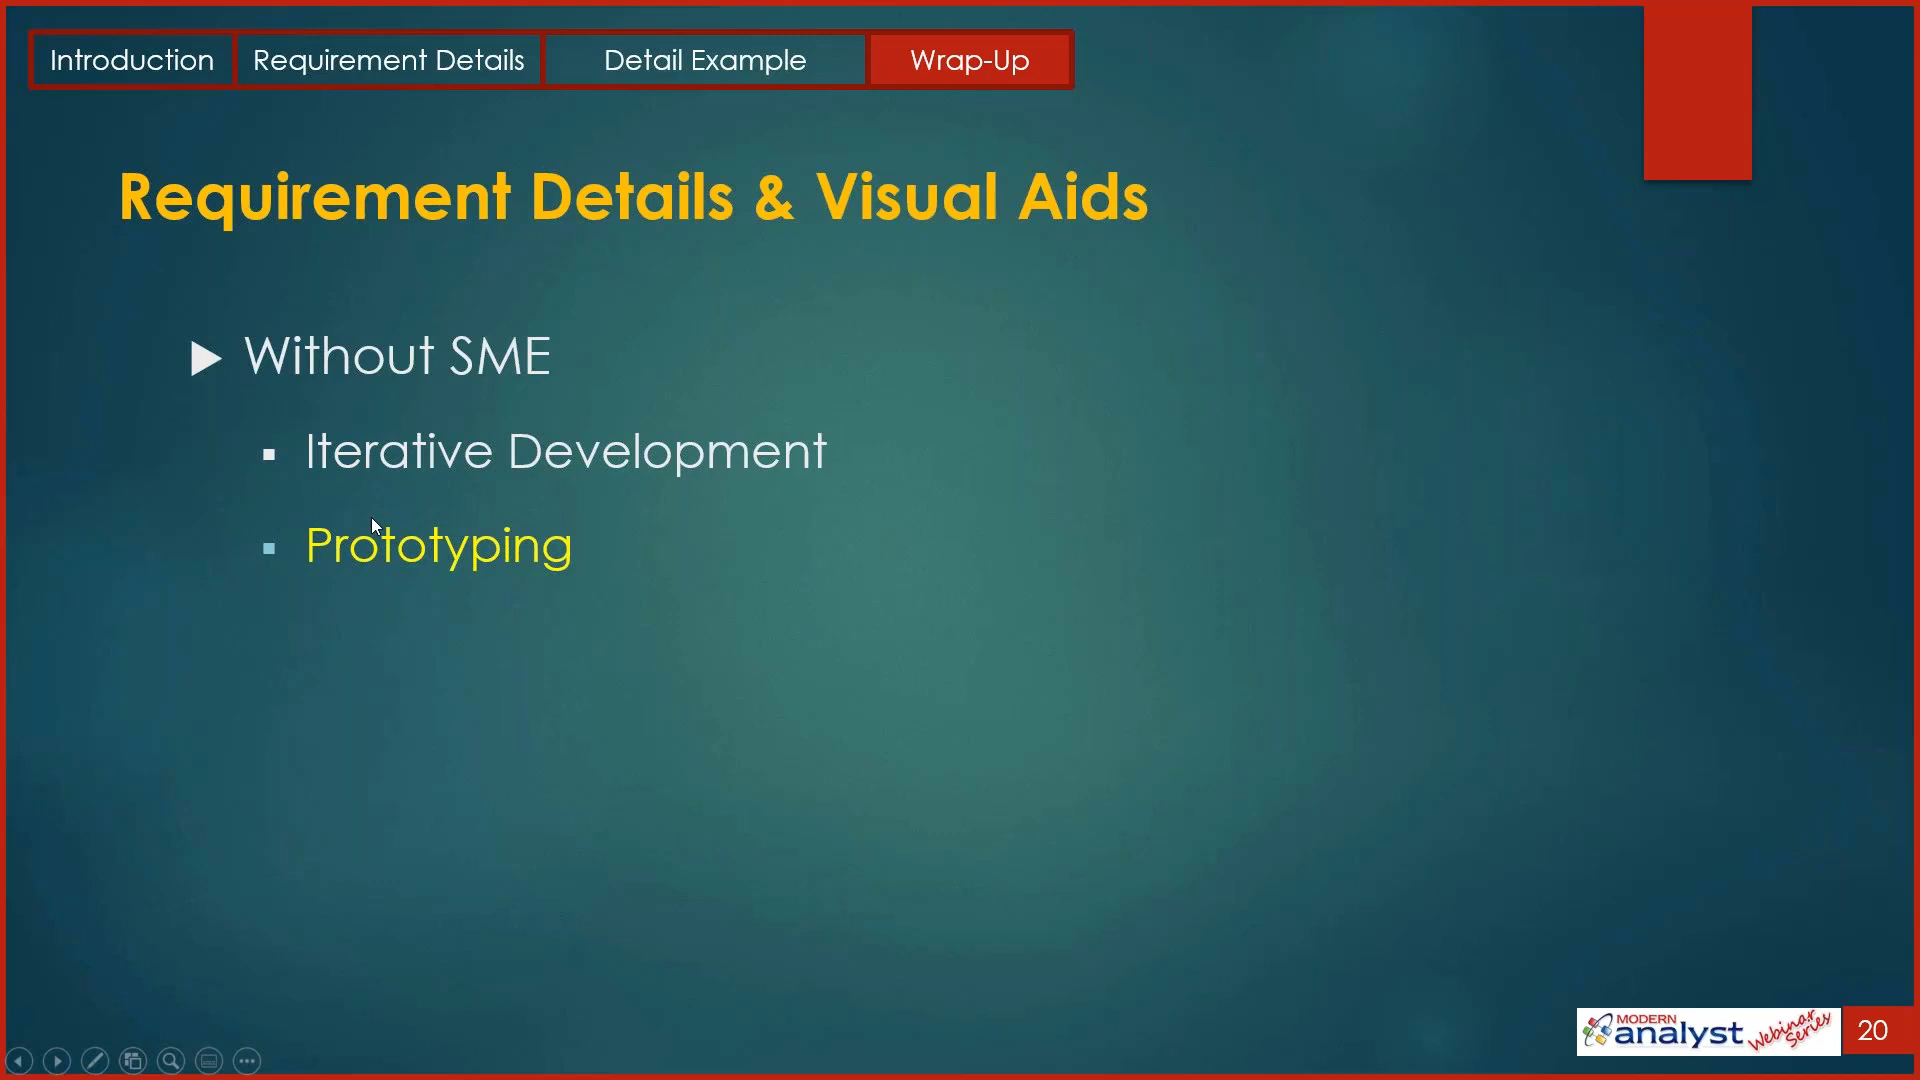 Introduction
Requirement Details
Detail Example
Wrap-Up
Requirement Details & Visual Aids
Without SME
Iterative Development
Prototyping
MODERN
analyst
Webinar
Series
20